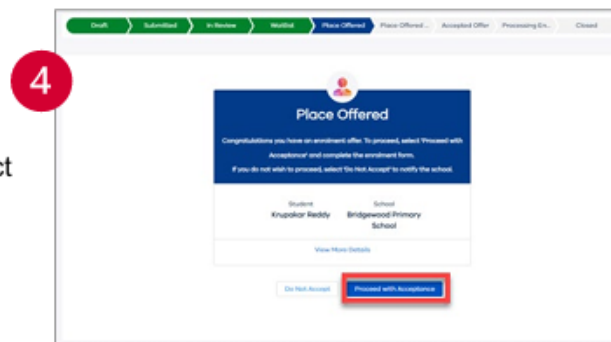 Draft Submitted In Review Waitlist Place Offered Place Offered... Accepted Offer Processing En.. Closed
4
Place Offered
Congratulations you have an enrolment offer. To proceed, select 'Proceed with
Acceptance' and complete the enrolment form.
If you do not wish to proceed, select 'Do Not Accept' to notify the school.
ct
Student School
Krupakar Reddy Bridgewood Primary
School
View More Details
Do Not Accept Proceed with Acceptance